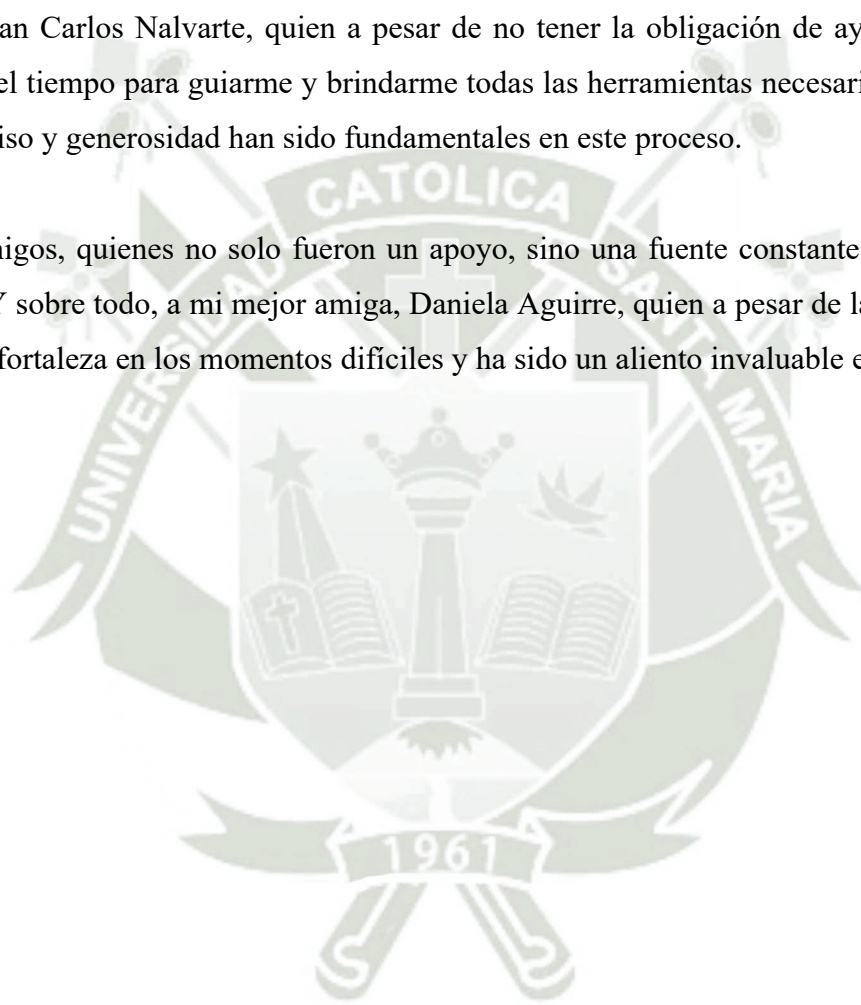 an Carlos Nalvarte, quien a pesar de no tener la obligación de ay
el tiempo para guiarme y brindarme todas las herramientas necesari
iso y generosidad han sido fundamentales en este proceso.
nigos, quienes no solo fueron un apoyo, sino una fuente constante
Y sobre todo, a mi mejor amiga, Daniela Aguirre, quien a pesar de la
fortaleza en los momentos difíciles y ha sido un aliento invaluable e
UNIVERSIDAD CATOLICA SANTA MARIA
1961